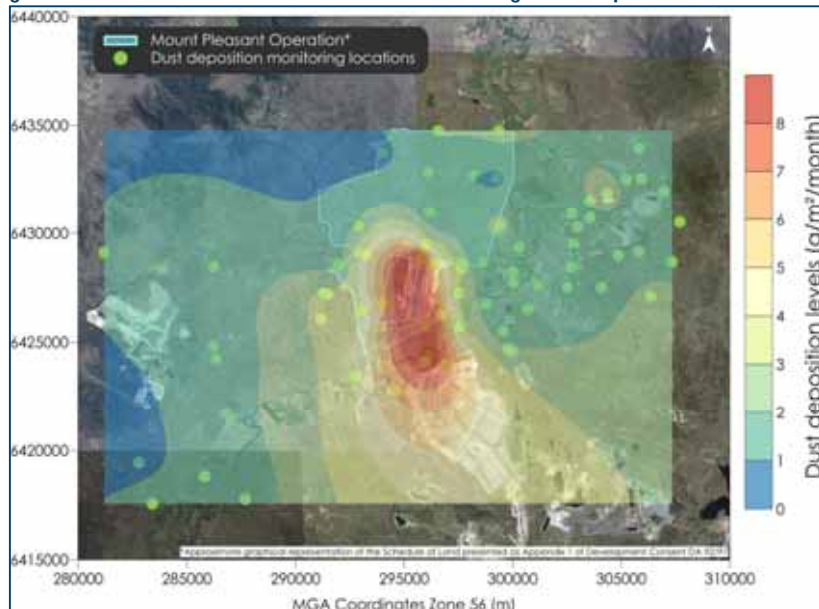 Mount Pleasant Operation*
Dust deposition monitoring locations
6440000
6435000
6430000
6425000
6420000
6415000
280000 285000 290000 295000 300000 305000 310000
MGA Coordinates Zone 56 (m)
8
7
6
5
4
3
2
1
0
Dust deposition levels (g/m²/month)
*Approximate graphical representation of the Schedule of Land presented as Appendix 1 of Development Consent DA